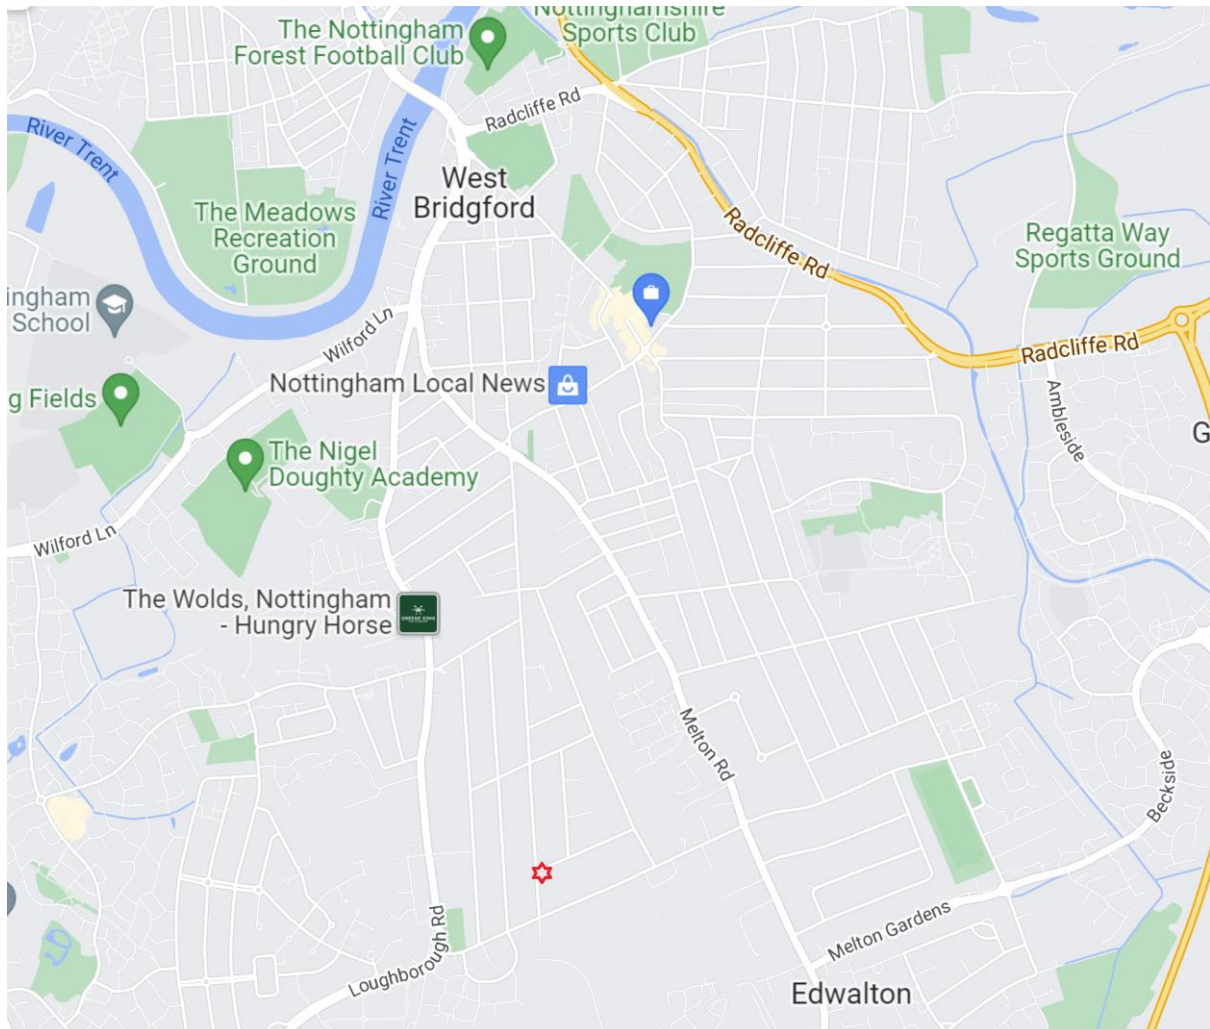 The Nottingham
Forest Football Club
Nottinghamshire
Sports Club
Radcliffe Rd
River Trent
River Trent
West
Bridgford
The Meadows
Recreation
Ground
Radcliffe Rd
Regatta Way
Sports Ground
ingham
School
Wilford Ln
Radcliffe Rd
Nottingham Local News
g Fields
Ambleside
G
The Nigel
Doughty Academy
Wilford Ln
The Wolds, Nottingham
- Hungry Horse
GREENE KING
Melton Rd
Beckside
Loughborough Rd
Melton Gardens
Edwalton